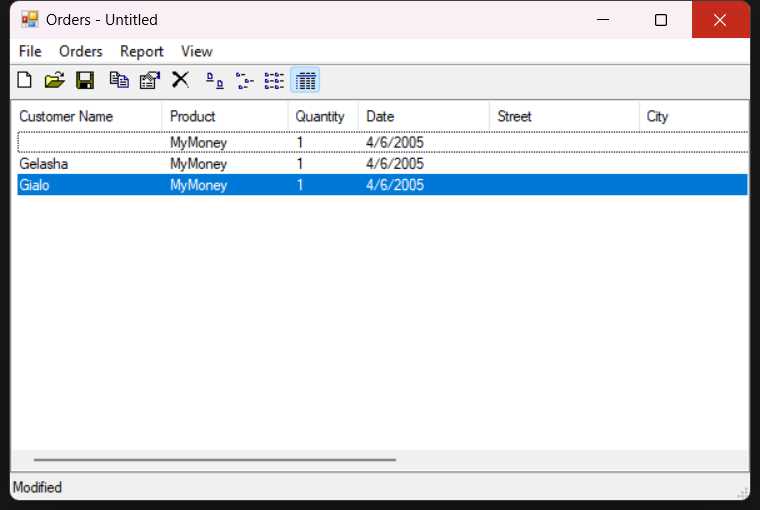 Orders - Untitled
File Orders Report View
Customer Name Product Quantity Date Street City
MyMoney 1 4/6/2005
Gelasha MyMoney 1 4/6/2005
Gialo MyMoney 1 4/6/2005
Modified